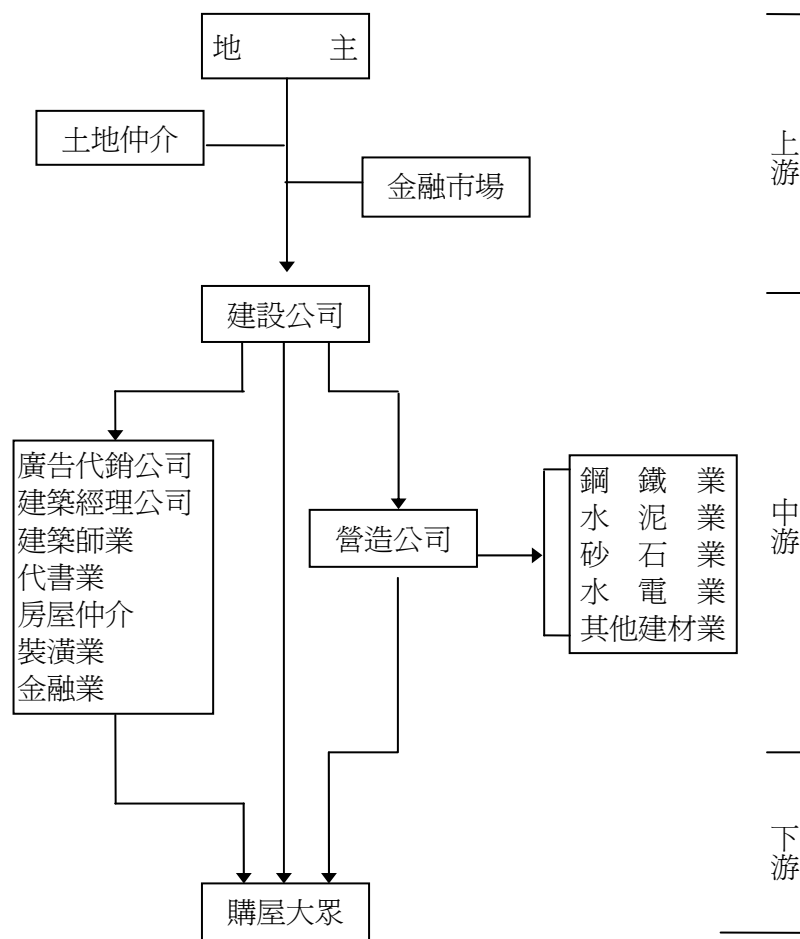 地 主
土地仲介
金融市場
上游
建設公司
廣告代銷公司
建築經理公司
建築師業
代書業
房屋仲介
裝潢業
金融業
營造公司
鋼 鐵 業
水 泥 業
砂 石 業
水 電 業
其他建材業
中游
下游
購屋大眾